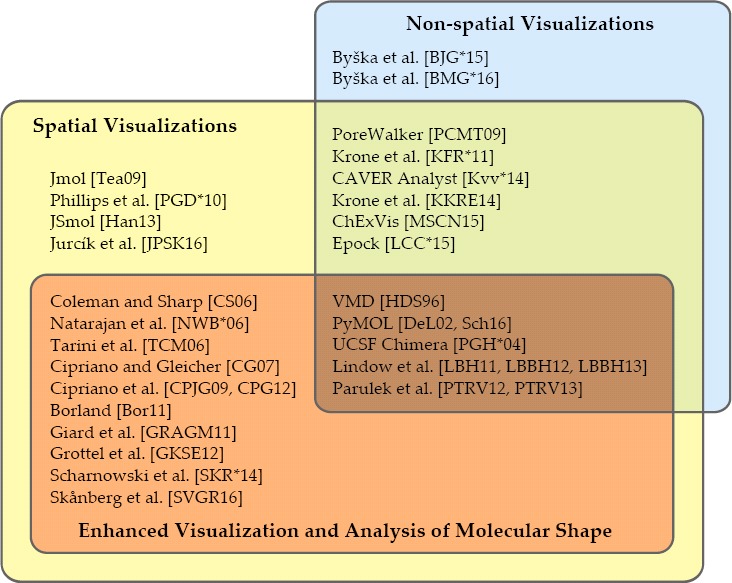 Non-spatial Visualizations
Byška et al. [BJG*15]
Byška et al. [BMG*16]
Spatial Visualizations
Jmol [Tea09]
Phillips et al. [PGD*10]
JSmol [Han13]
Jurcík et al. [JPSK16]
PoreWalker [PCMT09]
Krone et al. [KFR*11]
CAVER Analyst [Kvv*14]
Krone et al. [KKRE14]
ChExVis [MSCN15]
Epock [LCC*15]
Coleman and Sharp [CS06]
Natarajan et al. [NWB*06]
Tarini et al. [TCM06]
Cipriano and Gleicher [CG07]
Cipriano et al. [CPJG09, CPG12]
Borland [Bor11]
Giard et al. [GRAGM11]
Grottel et al. [GKSE12]
Scharnowski et al. [SKR*14]
Skånberg et al. [SVGR16]
VMD [HDS96]
PyMOL [DeL02, Sch16]
UCSF Chimera [PGH*04]
Lindow et al. [LBH11, LBBH12, LBBH13]
Parulek et al. [PTRV12, PTRV13]
Enhanced Visualization and Analysis of Molecular Shape